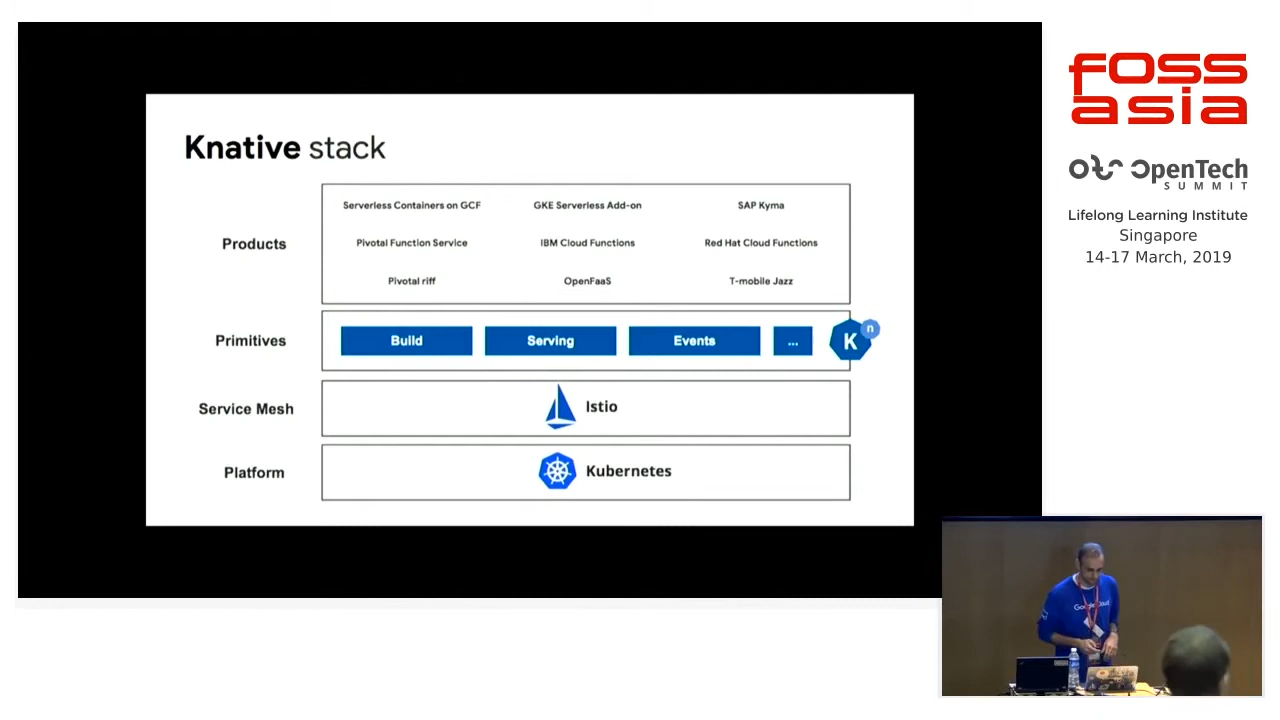 Knative stack
Products
Serverless Containers on GCF
GKE Serverless Add-on
SAP Kyma
Pivotal Function Service
IBM Cloud Functions
Red Hat Cloud Functions
Pivotal riff
OpenFaaS
T-mobile Jazz
Primitives
Build
Serving
Events
...
K
n
Service Mesh
Istio
Platform
Kubernetes
FOSS
asia
OpenTech
SUMMIT
Lifelong Learning Institute
Singapore
14-17 March, 2019
Google Cloud